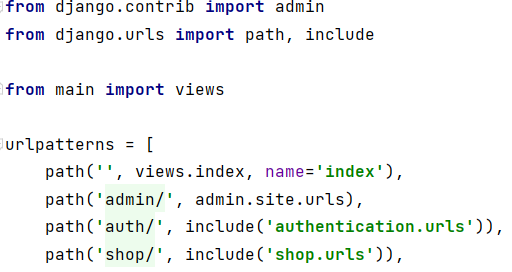 from django.contrib import admin
from django.urls import path, include
from main import views
urlpatterns = [
path('', views.index, name='index'),
path('admin/', admin.site.urls),
path('auth/', include('authentication.urls')),
path('shop/', include('shop.urls')),